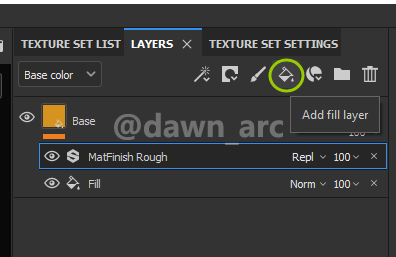 TEXTURE SET LIST LAYERS × TEXTURE SET SETTINGS
Base color
Add fill layer
Base
@dawn_arc
100
MatFinish Rough Repl 100 ×
Fill Norm 100 ×